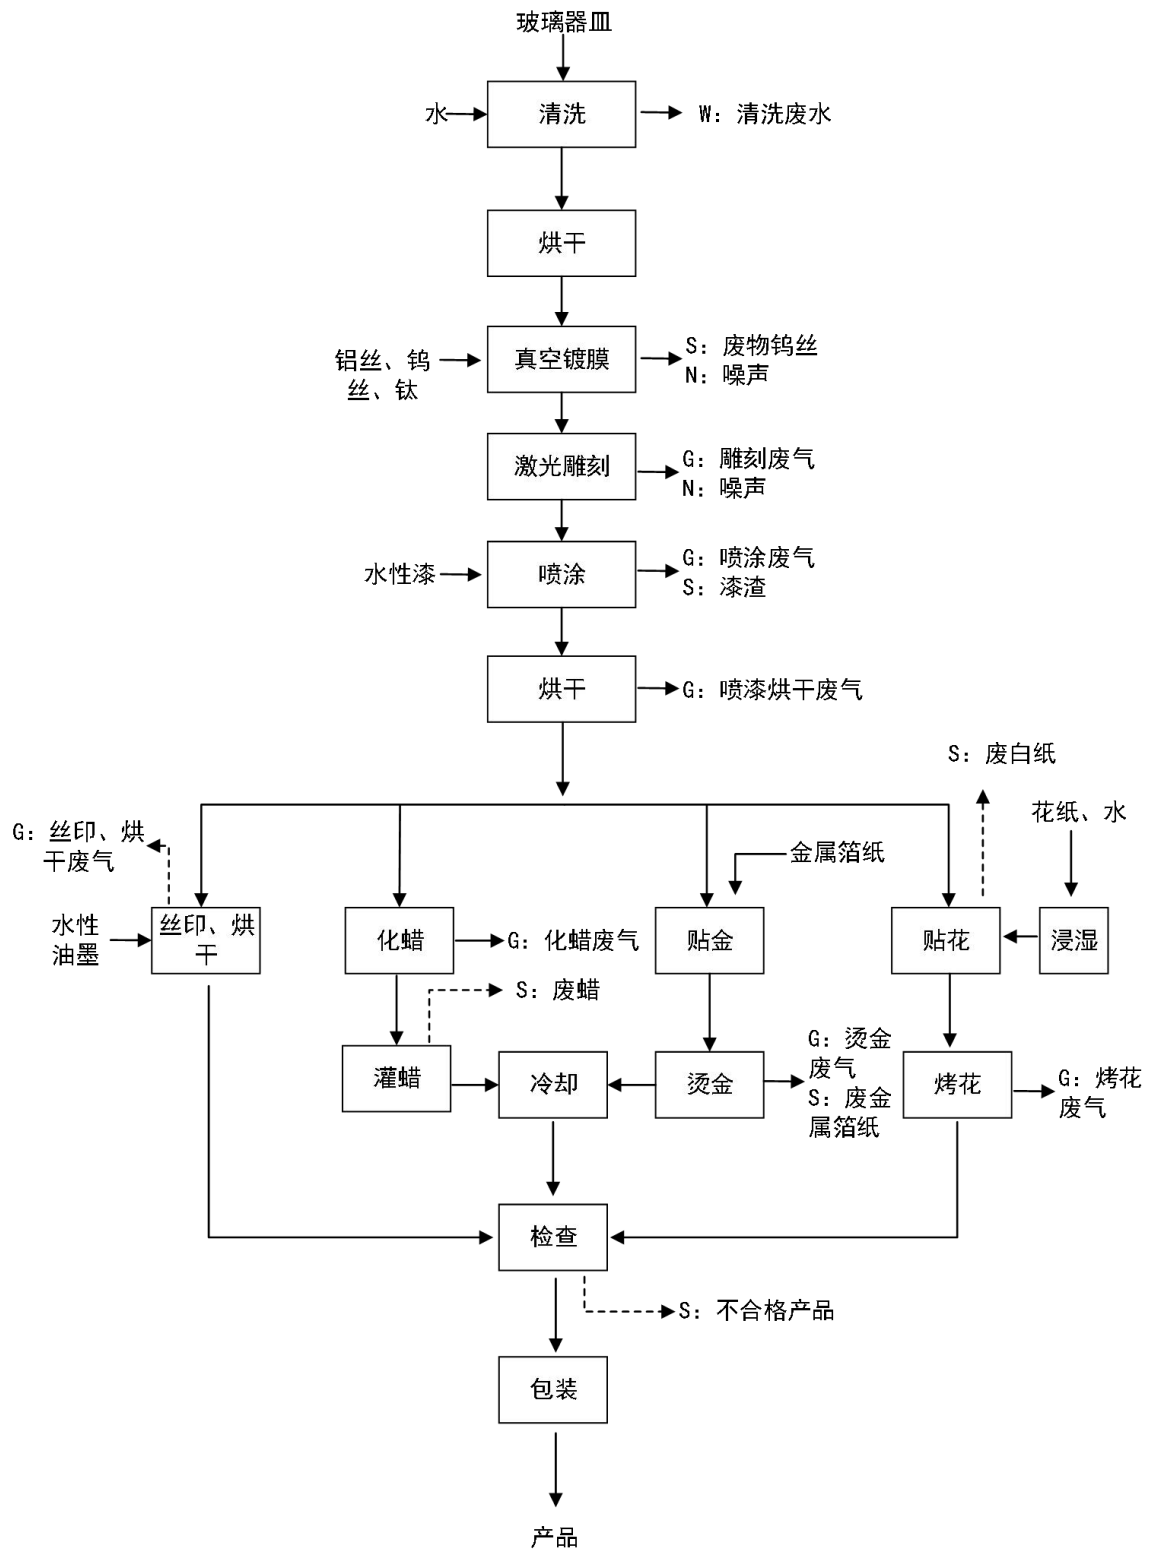 玻璃器皿
水
清洗
W：清洗废水
烘干
铝丝、钨
丝、钛
真空镀膜
S：废物钨丝
N：噪声
激光雕刻
G：雕刻废气
N：噪声
水性漆
喷涂
G：喷涂废气
S：漆渣
烘干
G：喷漆烘干废气
S：废白纸
花纸、水
G：丝印、烘
干废气
金属箔纸
水性
油墨
丝印、烘
干
化蜡
G：化蜡废气
贴金
贴花
浸湿
S：废蜡
灌蜡
冷却
烫金
G：烫金
废气
S：废金
属箔纸
烤花
G：烤花
废气
检查
S：不合格产品
包装
产品